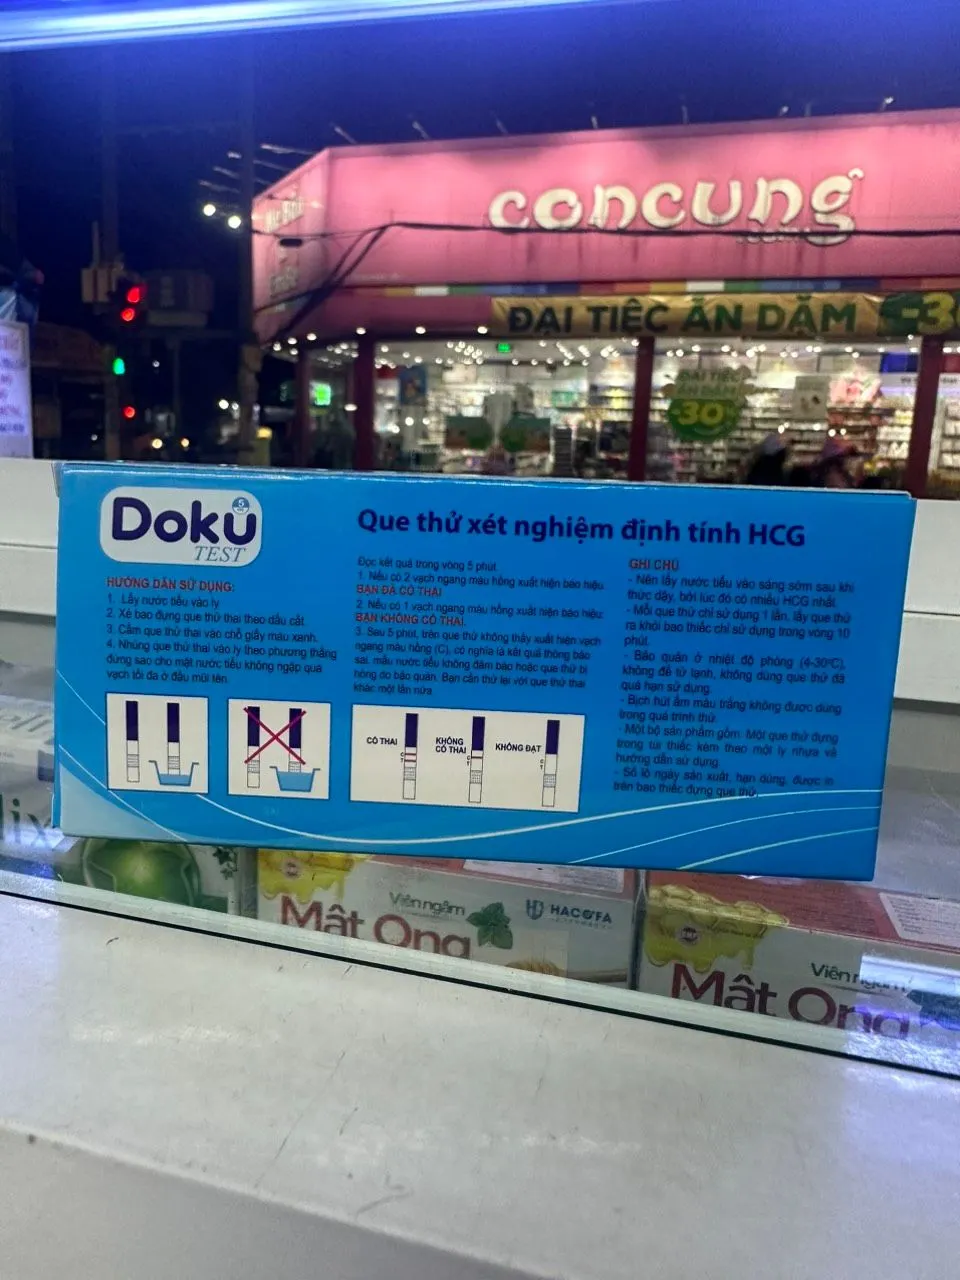 concung
.com
ĐẠI TIỆC ĂN DẶM
-30
Doku
5
TEST
Que thử xét nghiệm định tính HCG
HƯỚNG DẪN SỬ DỤNG:
1. Lấy nước tiểu vào ly
2. Xé bao đựng que thử thai theo dấu cắt.
3. Cầm que thử thai vào chỗ giấy màu xanh.
4. Nhúng que thử thai vào ly theo phương thẳng
đứng sao cho mặt nước tiểu không ngập quá
vạch tối đa ở đầu mũi tên.
Đọc kết quả trong vòng 5 phút.
1. Nếu có 2 vạch ngang màu hồng xuất hiện báo hiệu
BẠN ĐÃ CÓ THAI
2. Nếu có 1 vạch ngang màu hồng xuất hiện báo hiệu
BẠN KHÔNG CÓ THAI.
3. Sau 5 phút, trên que thử không thấy xuất hiện vạch
ngang màu hồng (C), có nghĩa là kết quả thông báo
sai, mẫu nước tiểu không đảm bảo hoặc que thử bị
hỏng do bảo quản. Bạn cần thử lại với que thử thai
khác một lần nữa.
CÓ THAI
C
T
KHÔNG
CÓ THAI
C
T
KHÔNG ĐẠT
C
T
GHI CHÚ
- Nên lấy nước tiểu vào sáng sớm sau khi
thức dậy, bởi lúc đó có nhiều HCG nhất.
- Mỗi que thử chỉ sử dụng 1 lần, lấy que thử
ra khỏi bao thiếc chỉ sử dụng trong vòng 10
phút.
- Bảo quản ở nhiệt độ phòng (4-30°C),
không để tủ lạnh, không dùng que thử đã
quá hạn sử dụng.
- Bịch hút ẩm màu trắng không được dùng
trong quá trình thử.
- Một bộ sản phẩm gồm: Một que thử đựng
trong túi thiếc kèm theo một ly nhựa và
hướng dẫn sử dụng
- Số lô ngày sản xuất, hạn dùng, được in
trên bao thiếc đựng que thử.
Viên ngậm
Mật Ong
HACOFA
Viên ngậm
Mật Ong